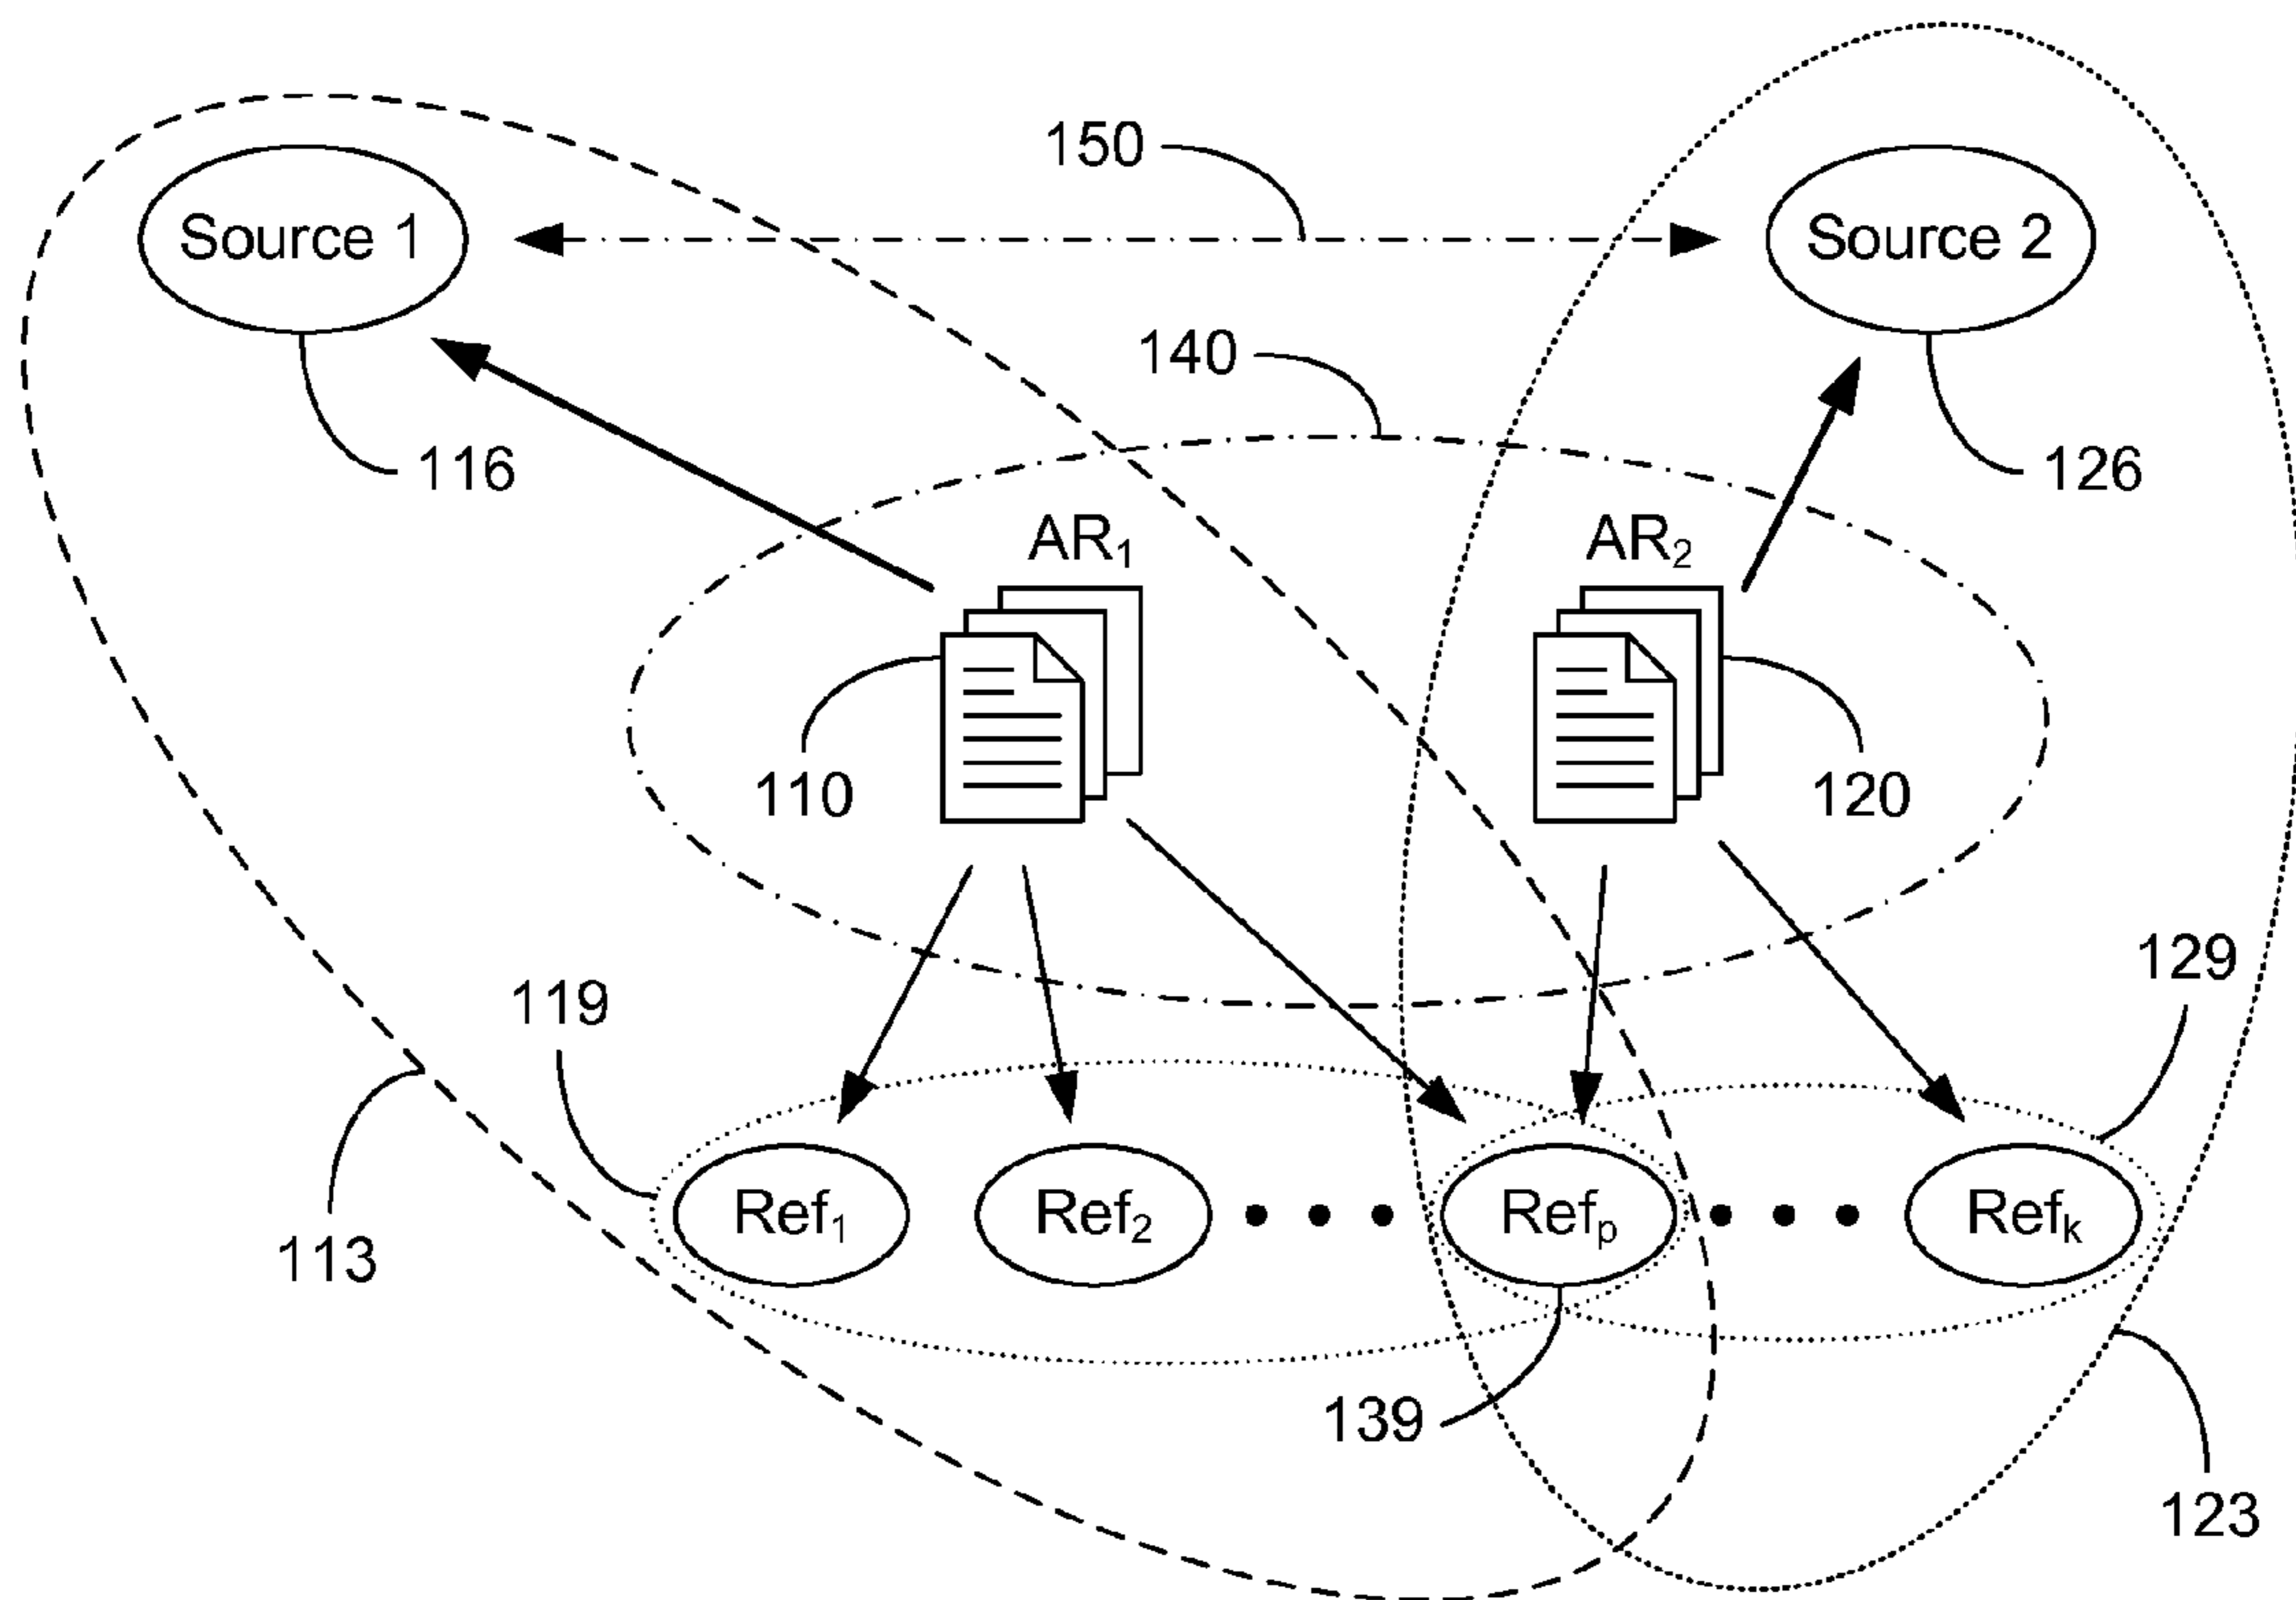 150
Source 1
Source 2
140
116
126
AR₁
AR₂
110
120
129
119
Ref₁
Ref₂
Refₚ
Refₖ
113
139
123